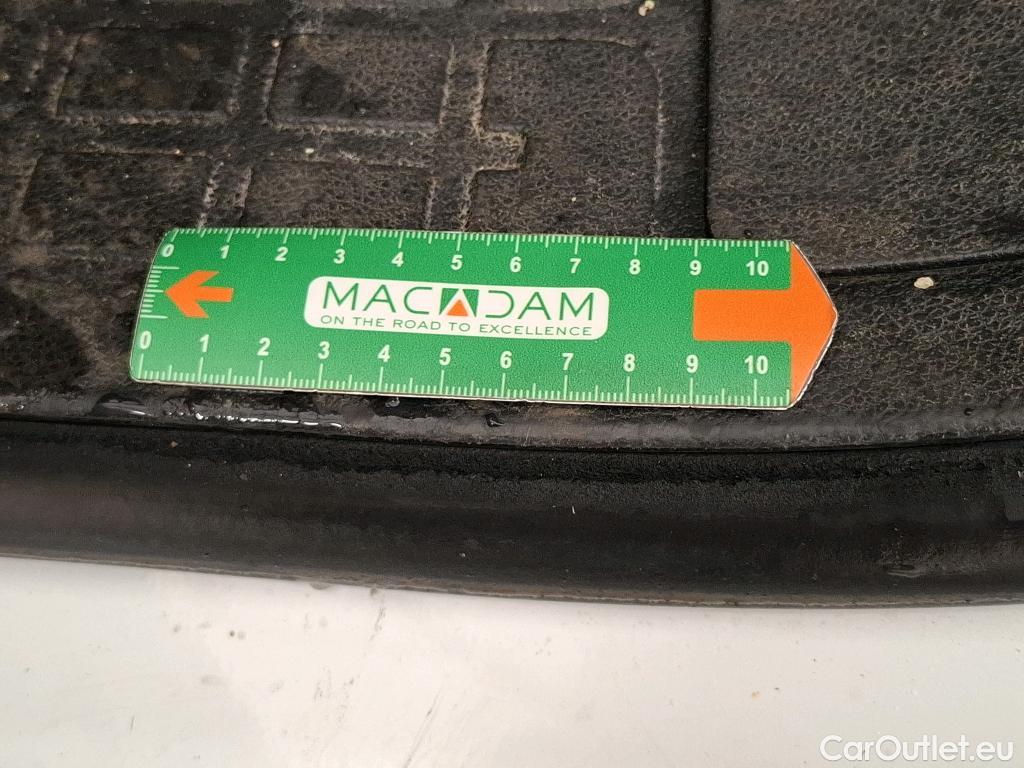 0 1 2 3 4 5 6 7 8 9 10
MACADAM
ON THE ROAD TO EXCELLENCE
0 1 2 3 4 5 6 7 8 9 10
CarOutlet.eu